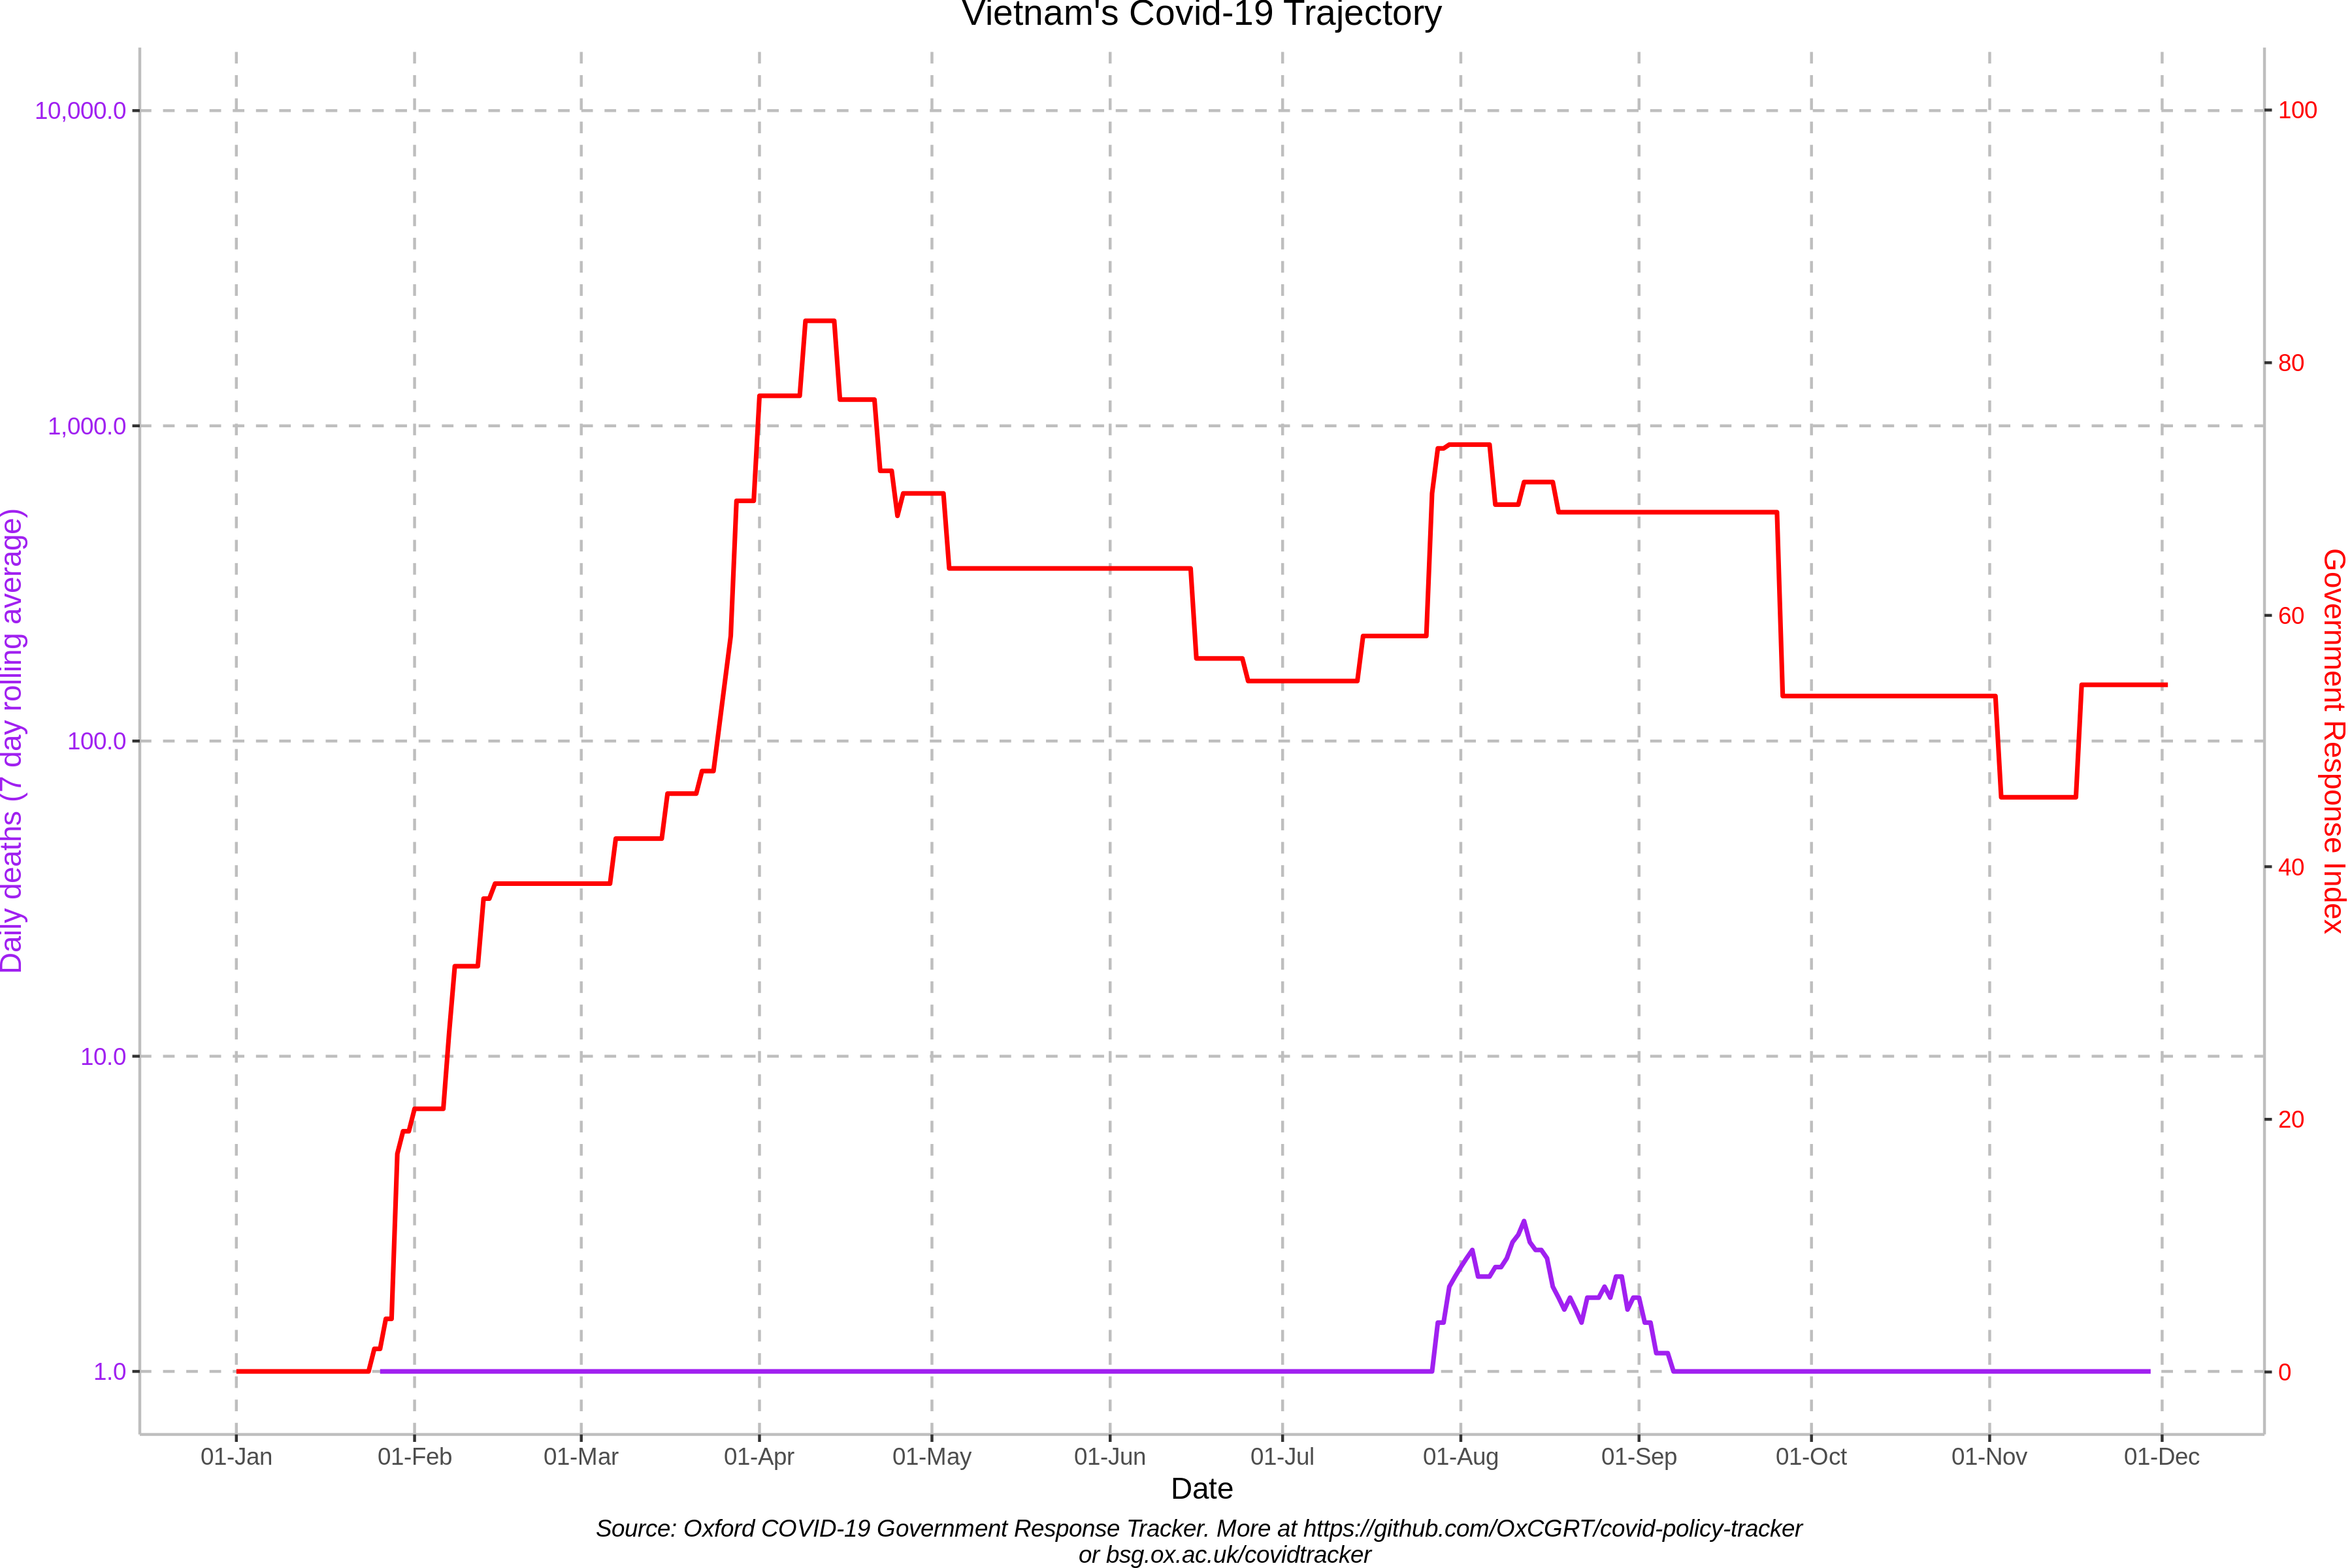 Vietnam's Covid-19 Trajectory
10,000.0
1,000.0
100.0
10.0
1.0
Daily deaths (7 day rolling average)
100
80
60
40
20
0
Government Response Index
01-Jan 01-Feb 01-Mar 01-Apr 01-May 01-Jun 01-Jul 01-Aug 01-Sep 01-Oct 01-Nov 01-Dec
Date
Source: Oxford COVID-19 Government Response Tracker. More at https://github.com/OxCGRT/covid-policy-tracker
or bsg.ox.ac.uk/covidtracker